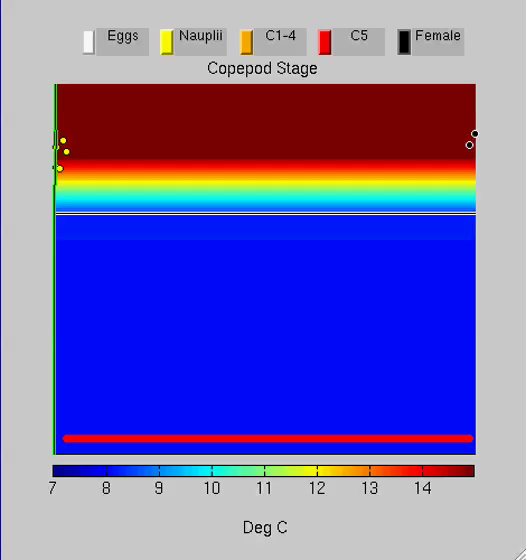 Eggs Nauplii C1-4 C5 Female
Copepod Stage
7 8 9 10 11 12 13 14
Deg C